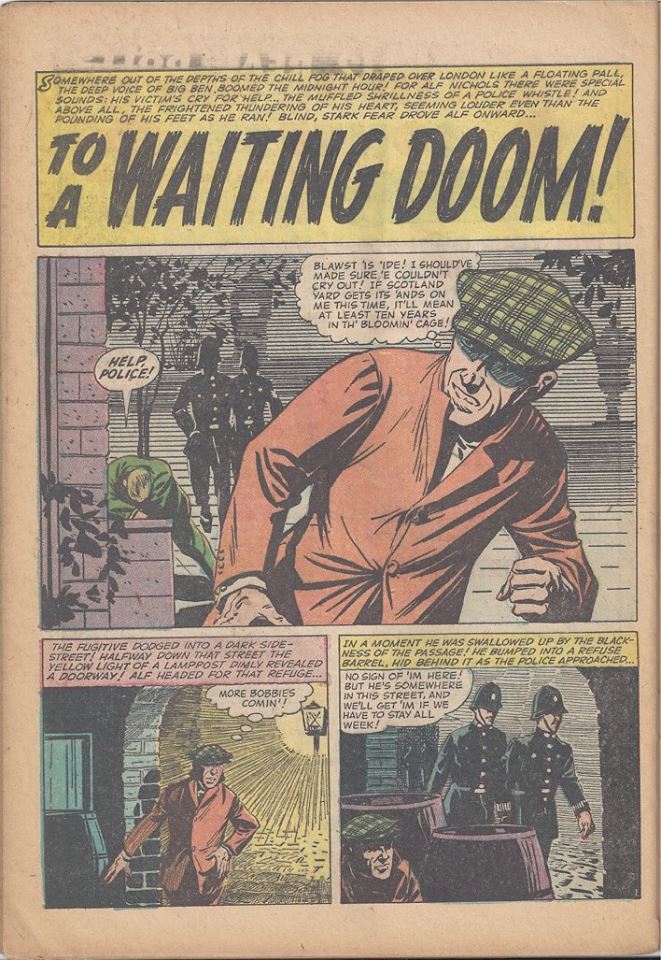 SOMEWHERE OUT OF THE DEPTHS OF THE CHILL FOG THAT DRAPED OVER LONDON LIKE A FLOATING PALL,
THE DEEP VOICE OF BIG BEN BOOMED THE MIDNIGHT HOUR! FOR ALF NICHOLS THERE WERE SPECIAL
SOUNDS: HIS VICTIM'S CRY FOR HELP... THE MUFFLED SHRILLNESS OF A POLICE WHISTLE! AND
ABOVE ALL, THE FRIGHTENED THUNDERING OF HIS HEART, SEEMING LOUDER EVEN THAN THE
POUNDING OF HIS FEET AS HE RAN! BLIND, STARK FEAR DROVE ALF ONWARD...
TO
A
WAITING DOOM!
BLAWST 'IS 'IDE! I SHOULD'VE
MADE SURE 'E COULDN'T
CRY OUT! IF SCOTLAND
YARD GETS ITS 'ANDS ON
ME THIS TIME, IT'LL MEAN
AT LEAST TEN YEARS
IN TH' BLOOMIN' CAGE!
HELP,
POLICE!
THE FUGITIVE DODGED INTO A DARK SIDE-
STREET! HALFWAY DOWN THAT STREET THE
YELLOW LIGHT OF A LAMPPOST DIMLY REVEALED
A DOORWAY! ALF HEADED FOR THAT REFUGE...
MORE BOBBIES
COMIN'!
IN A MOMENT HE WAS SWALLOWED UP BY THE BLACK-
NESS OF THE PASSAGE! HE BUMPED INTO A REFUSE
BARREL, HID BEHIND IT AS THE POLICE APPROACHED...
NO SIGN OF 'IM HERE!
BUT HE'S SOMEWHERE
IN THIS STREET, AND
WE'LL GET 'IM IF WE
HAVE TO STAY ALL
WEEK!
1